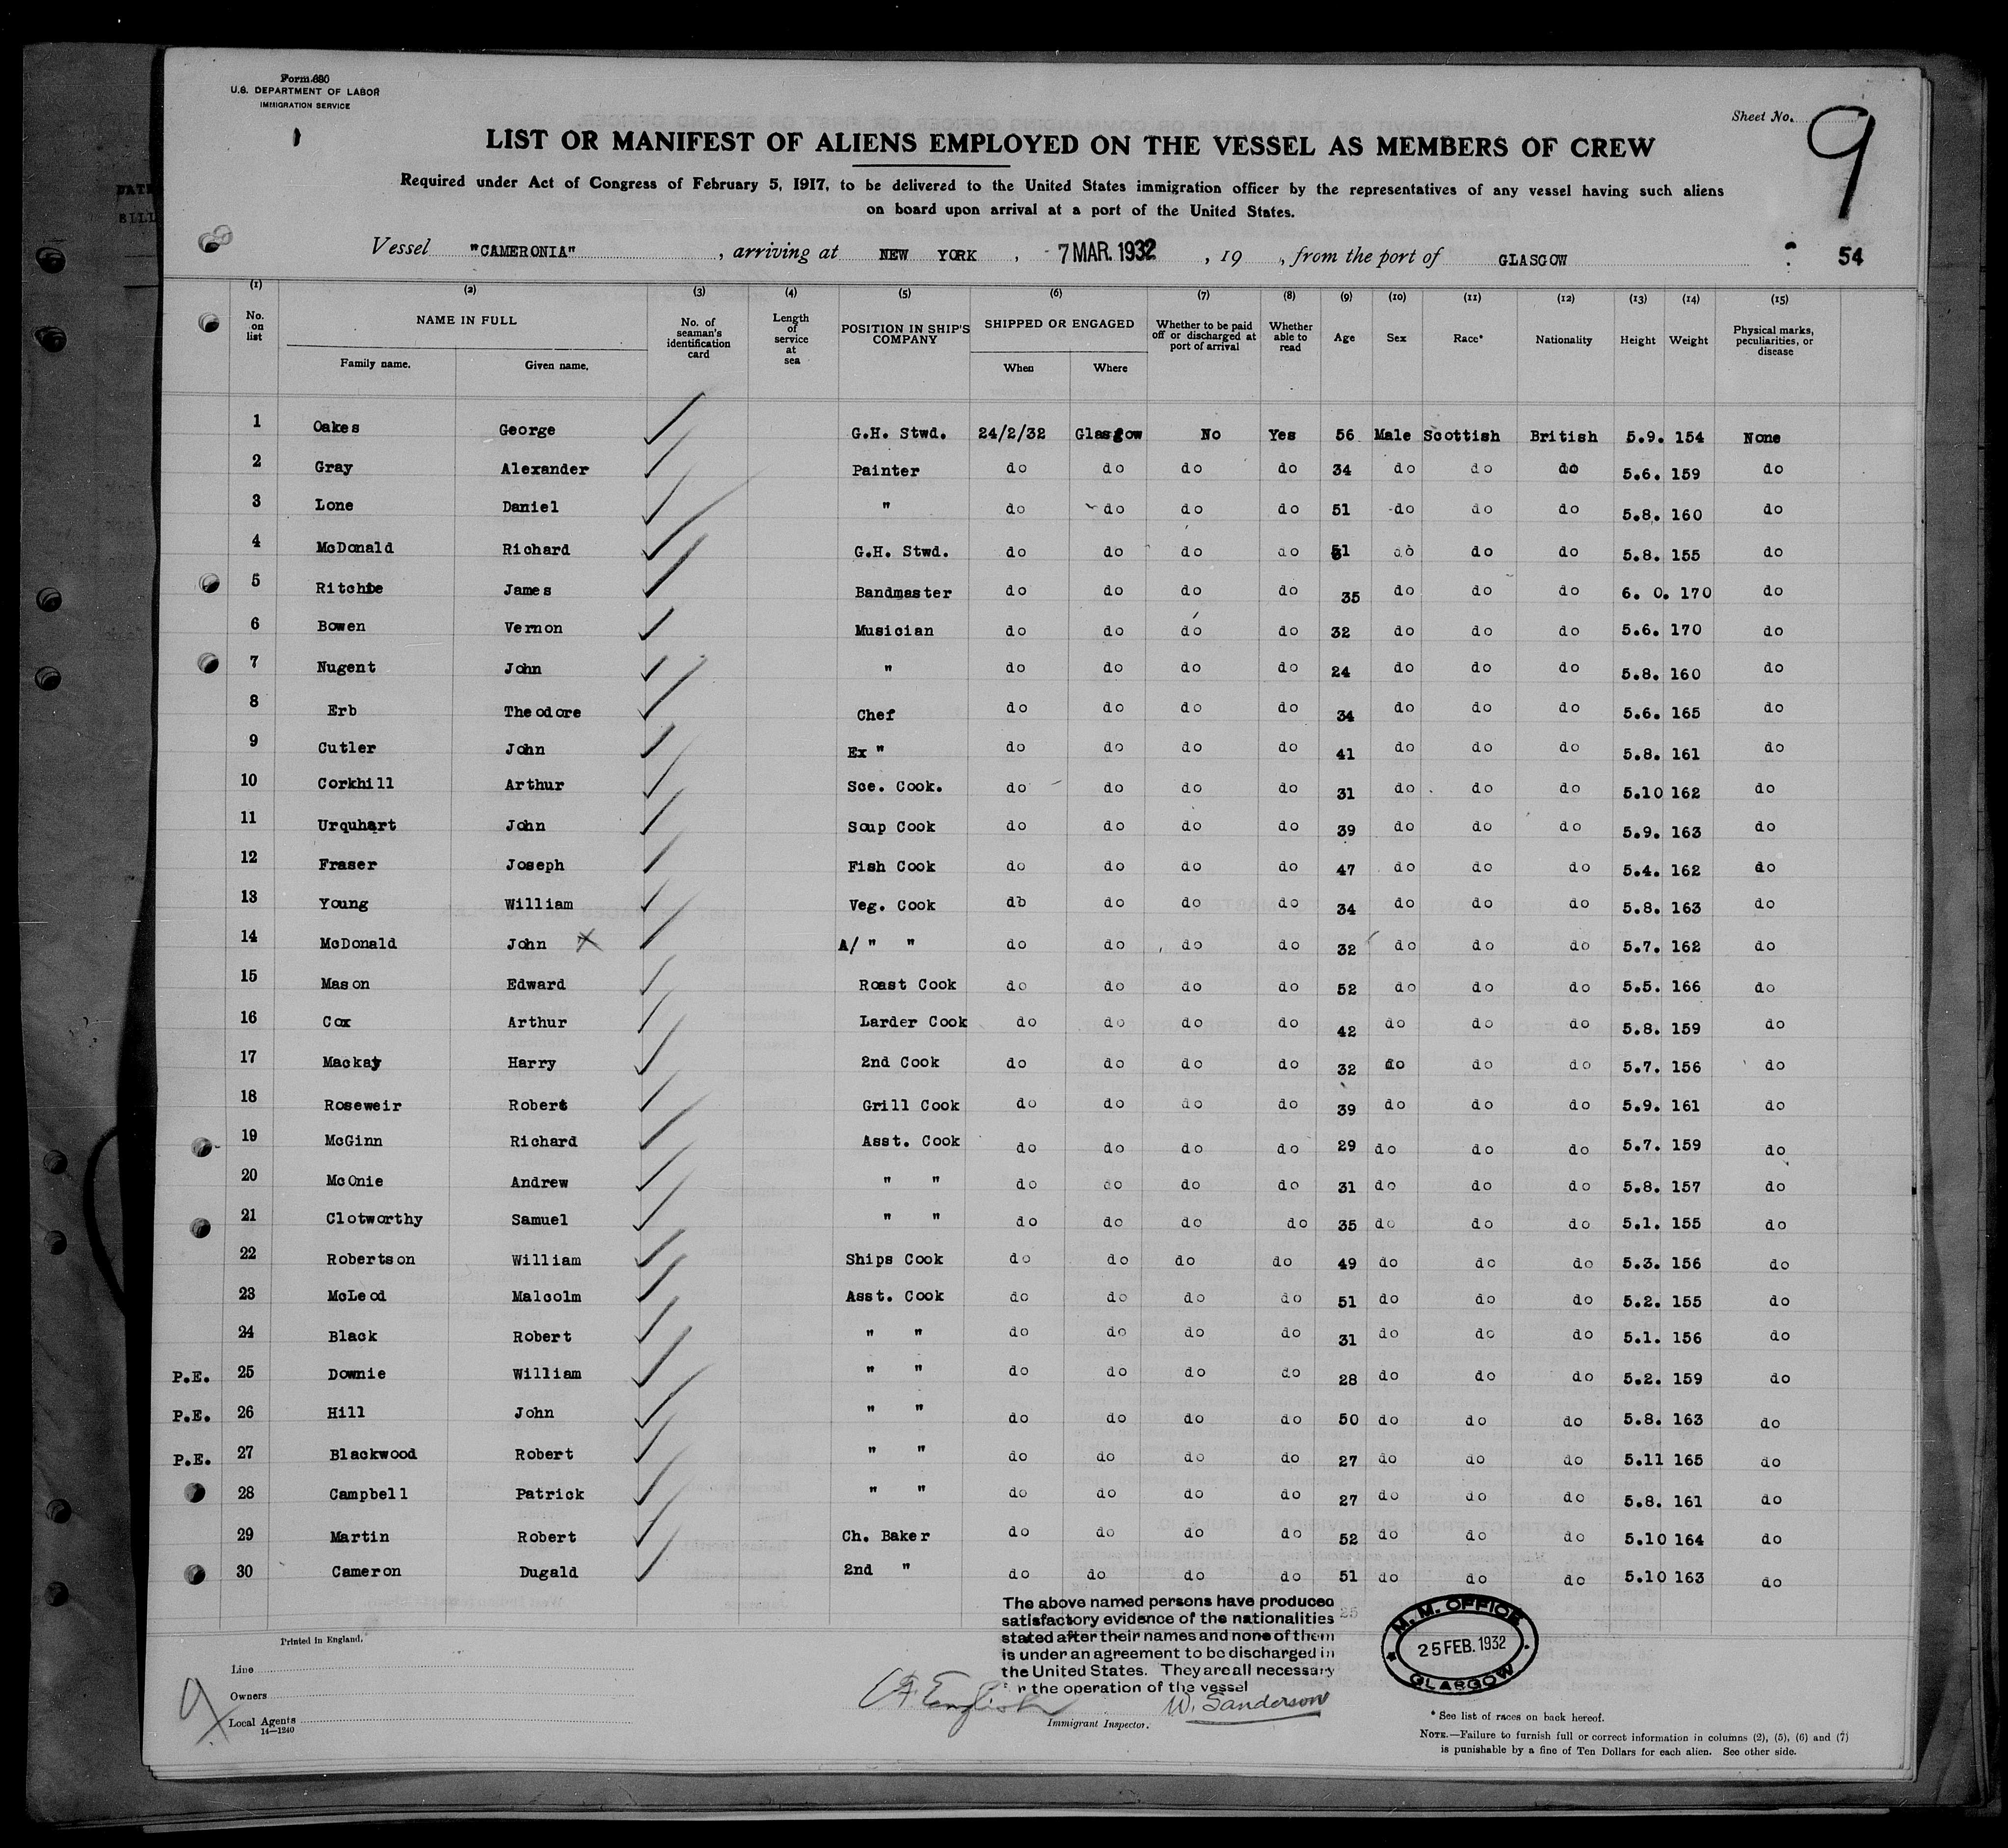 Form 680
U.S. DEPARTMENT OF LABOR
IMMIGRATION SERVICE
Sheet No. 9
LIST OR MANIFEST OF ALIENS EMPLOYED ON THE VESSEL AS MEMBERS OF CREW
Required under Act of Congress of February 5, 1917, to be delivered to the United States immigration officer by the representatives of any vessel having such aliens
on board upon arrival at a port of the United States.
Vessel "CAMERONIA" , arriving at NEW YORK , 7 MAR. 1932 , 19 , from the port of GLASGOW 54
(1) (2) (3) (4) (5) (6) (7) (8) (9) (10) (11) (12) (13) (14) (15)
No. on list NAME IN FULL Family name. Given name. No. of seaman's identification card Length of service at sea POSITION IN SHIP'S COMPANY SHIPPED OR ENGAGED When Where Whether to be paid off or discharged at port of arrival Whether able to read Age Sex Race* Nationality Height Weight Physical marks, peculiarities, or disease
1 Oakes George G.H. Stwd. 24/2/32 Glasgow No Yes 56 Male Scottish British 5.9. 154 None
2 Gray Alexander Painter do do do do 34 do do do 5.6. 159 do
3 Lone Daniel " do do do do 51 do do do 5.8. 160 do
4 McDonald Richard G.H. Stwd. do do do do 51 do do do 5.8. 155 do
5 Ritchie James Bandmaster do do do do 35 do do do 6. 0. 170 do
6 Bowen Vernon Musician do do do do 32 do do do 5.6. 170 do
7 Nugent John " do do do do 24 do do do 5.8. 160 do
8 Erb Theodore Chef do do do do 34 do do do 5.6. 165 do
9 Cutler John Ex " do do do do 41 do do do 5.8. 161 do
10 Corkhill Arthur Sce. Cook. do do do do 31 do do do 5.10 162 do
11 Urquhart John Soup Cook do do do do 39 do do do 5.9. 163 do
12 Fraser Joseph Fish Cook do do do do 47 do do do 5.4. 162 do
13 Young William Veg. Cook do do do do 34 do do do 5.8. 163 do
14 McDonald John A/ " " do do do do 32 do do do 5.7. 162 do
15 Mason Edward Roast Cook do do do do 52 do do do 5.5. 166 do
16 Cox Arthur Larder Cook do do do do 42 do do do 5.8. 159 do
17 Mackay Harry 2nd Cook do do do do 32 do do do 5.7. 156 do
18 Roseweir Robert Grill Cook do do do do 39 do do do 5.9. 161 do
19 McGinn Richard Asst. Cook do do do do 29 do do do 5.7. 159 do
20 McOnie Andrew " " do do do do 31 do do do 5.8. 157 do
21 Clotworthy Samuel " " do do do do 35 do do do 5.1. 155 do
22 Robertson William Ships Cook do do do do 49 do do do 5.3. 156 do
23 McLeod Malcolm Asst. Cook do do do do 51 do do do 5.2. 155 do
24 Black Robert " " do do do do 31 do do do 5.1. 156 do
P.E. 25 Downie William " " do do do do 28 do do do 5.2. 159 do
P.E. 26 Hill John " " do do do do 50 do do do 5.8. 163 do
P.E. 27 Blackwood Robert " " do do do do 27 do do do 5.11 165 do
28 Campbell Patrick " " do do do do 27 do do do 5.8. 161 do
29 Martin Robert Ch. Baker do do do do 52 do do do 5.10 164 do
30 Cameron Dugald 2nd " do do do do 51 do do do 5.10 163 do
The above named persons have produced
satisfactory evidence of the nationalities
stated after their names and none of them
is under an agreement to be discharged in
the United States. They are all necessary
r the operation of the vessel
M.M. OFFICE
25 FEB. 1932
GLASGOW
Printed in England.
Line
Owners
Local Agents
14—1240
English
W. Sanderson
Immigrant Inspector.
* See list of races on back hereof.
NOTE.—Failure to furnish full or correct information in columns (2), (5), (6) and (7)
is punishable by a fine of Ten Dollars for each alien. See other side.